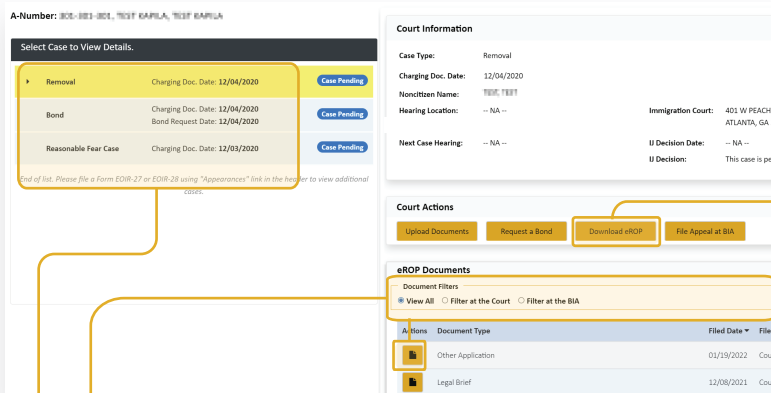 A-Number:
Select Case to View Details.
Removal Charging Doc. Date: 12/04/2020 Case Pending
Bond Charging Doc. Date: 12/04/2020 Case Pending
Bond Request Date: 12/04/2020
Reasonable Fear Case Charging Doc. Date: 12/03/2020 Case Pending
End of list. Please file a Form EOIR-27 or EOIR-28 using "Appearances" link in the header to view additional
cases.
Court Information
Case Type: Removal
Charging Doc. Date: 12/04/2020
Noncitizen Name:
Hearing Location: -- NA -- Immigration Court: 401 W PEACH
ATLANTA, GA
Next Case Hearing: -- NA -- IJ Decision Date: -- NA --
IJ Decision: This case is pe
Court Actions
Upload Documents Request a Bond Download eROP File Appeal at BIA
eROP Documents
Document Filters
View All Filter at the Court Filter at the BIA
Actions Document Type Filed Date File
Other Application 01/19/2022 Cou
Legal Brief 12/08/2021 Cou